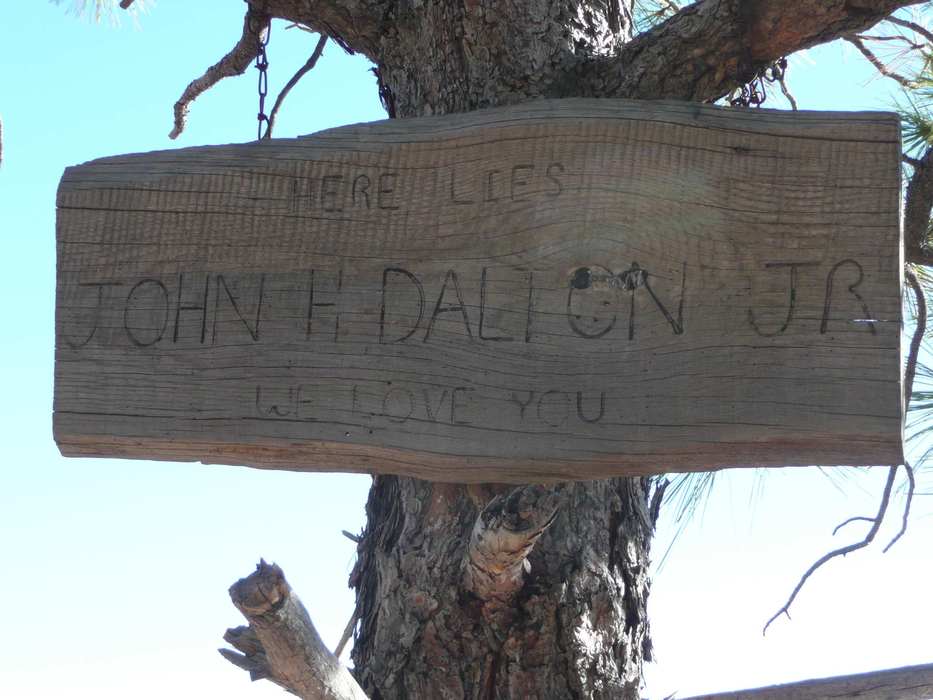 HERE LIES
JOHN H DALTON JR
WE LOVE YOU